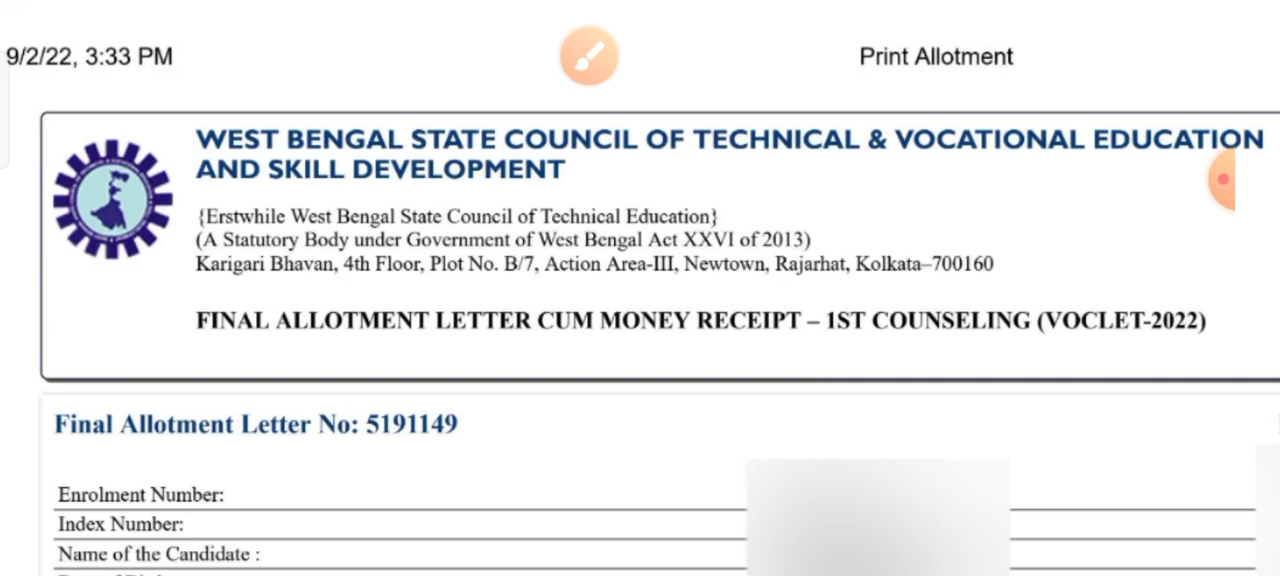 9/2/22, 3:33 PM
Print Allotment
WEST BENGAL STATE COUNCIL OF TECHNICAL & VOCATIONAL EDUCATION
AND SKILL DEVELOPMENT
{Erstwhile West Bengal State Council of Technical Education}
(A Statutory Body under Government of West Bengal Act XXVI of 2013)
Karigari Bhavan, 4th Floor, Plot No. B/7, Action Area-III, Newtown, Rajarhat, Kolkata–700160
FINAL ALLOTMENT LETTER CUM MONEY RECEIPT – 1ST COUNSELING (VOCLET-2022)
Final Allotment Letter No: 5191149
Enrolment Number:
Index Number:
Name of the Candidate :